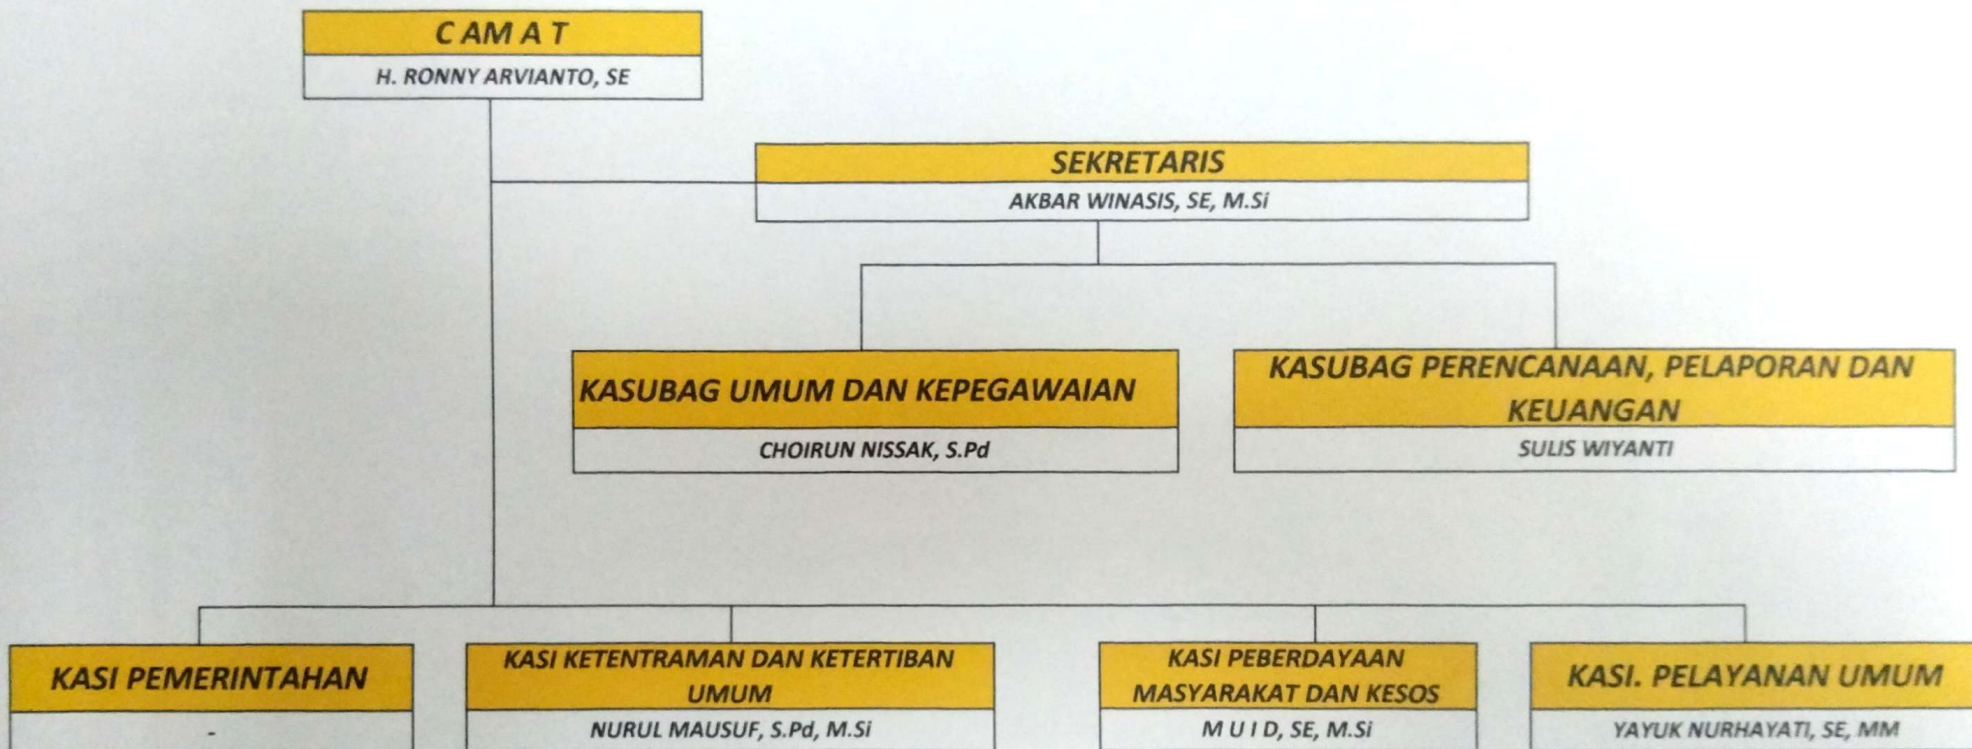 C A M A T
H. RONNY ARVIANTO, SE
SEKRETARIS
AKBAR WINASIS, SE, M.Si
KASUBAG UMUM DAN KEPEGAWAIAN
CHOIRUN NISSAK, S.Pd
KASUBAG PERENCANAAN, PELAPORAN DAN
KEUANGAN
SULIS WIYANTI
KASI PEMERINTAHAN
-
KASI KETENTRAMAN DAN KETERTIBAN
UMUM
NURUL MAUSUF, S.Pd, M.Si
KASI PEBERDAYAAN
MASYARAKAT DAN KESOS
M U I D, SE, M.Si
KASI. PELAYANAN UMUM
YAYUK NURHAYATI, SE, MM